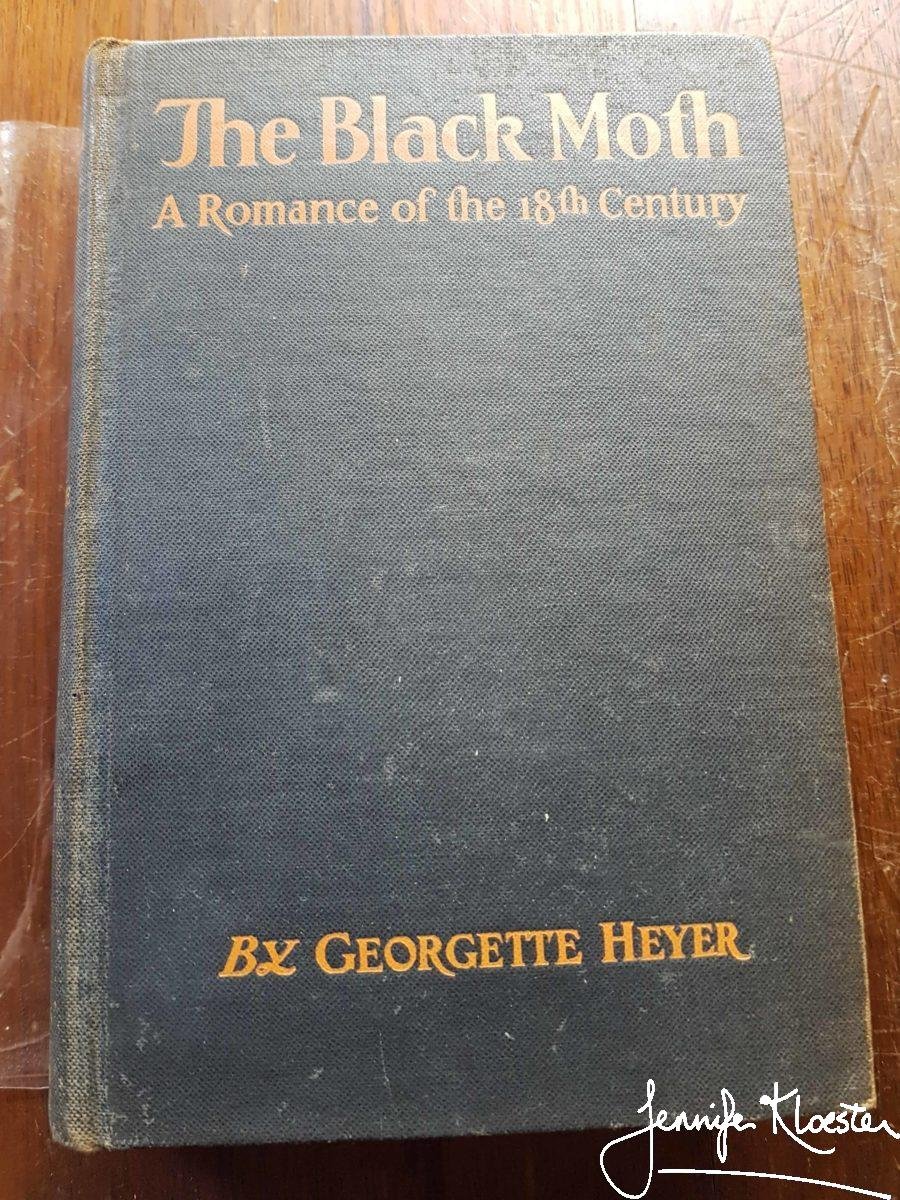 The Black Moth
A Romance of the 18th Century
By GEORGETTE HEYER
Jennifer Kloester